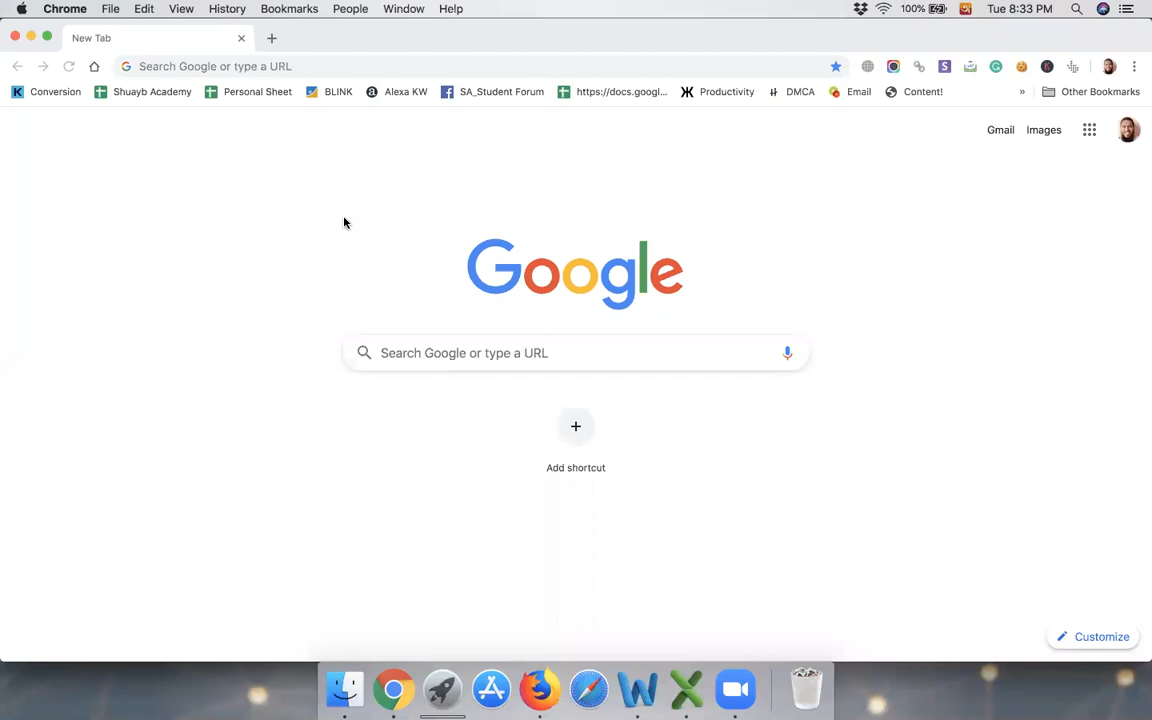 Chrome File Edit View History Bookmarks People Window Help 100% Tue 8:33 PM
New Tab
Search Google or type a URL
Conversion Shuayb Academy Personal Sheet BLINK Alexa KW SA_Student Forum https://docs.googl... Productivity DMCA Email Content! » Other Bookmarks
Gmail Images
Google
Search Google or type a URL
Add shortcut
Customize